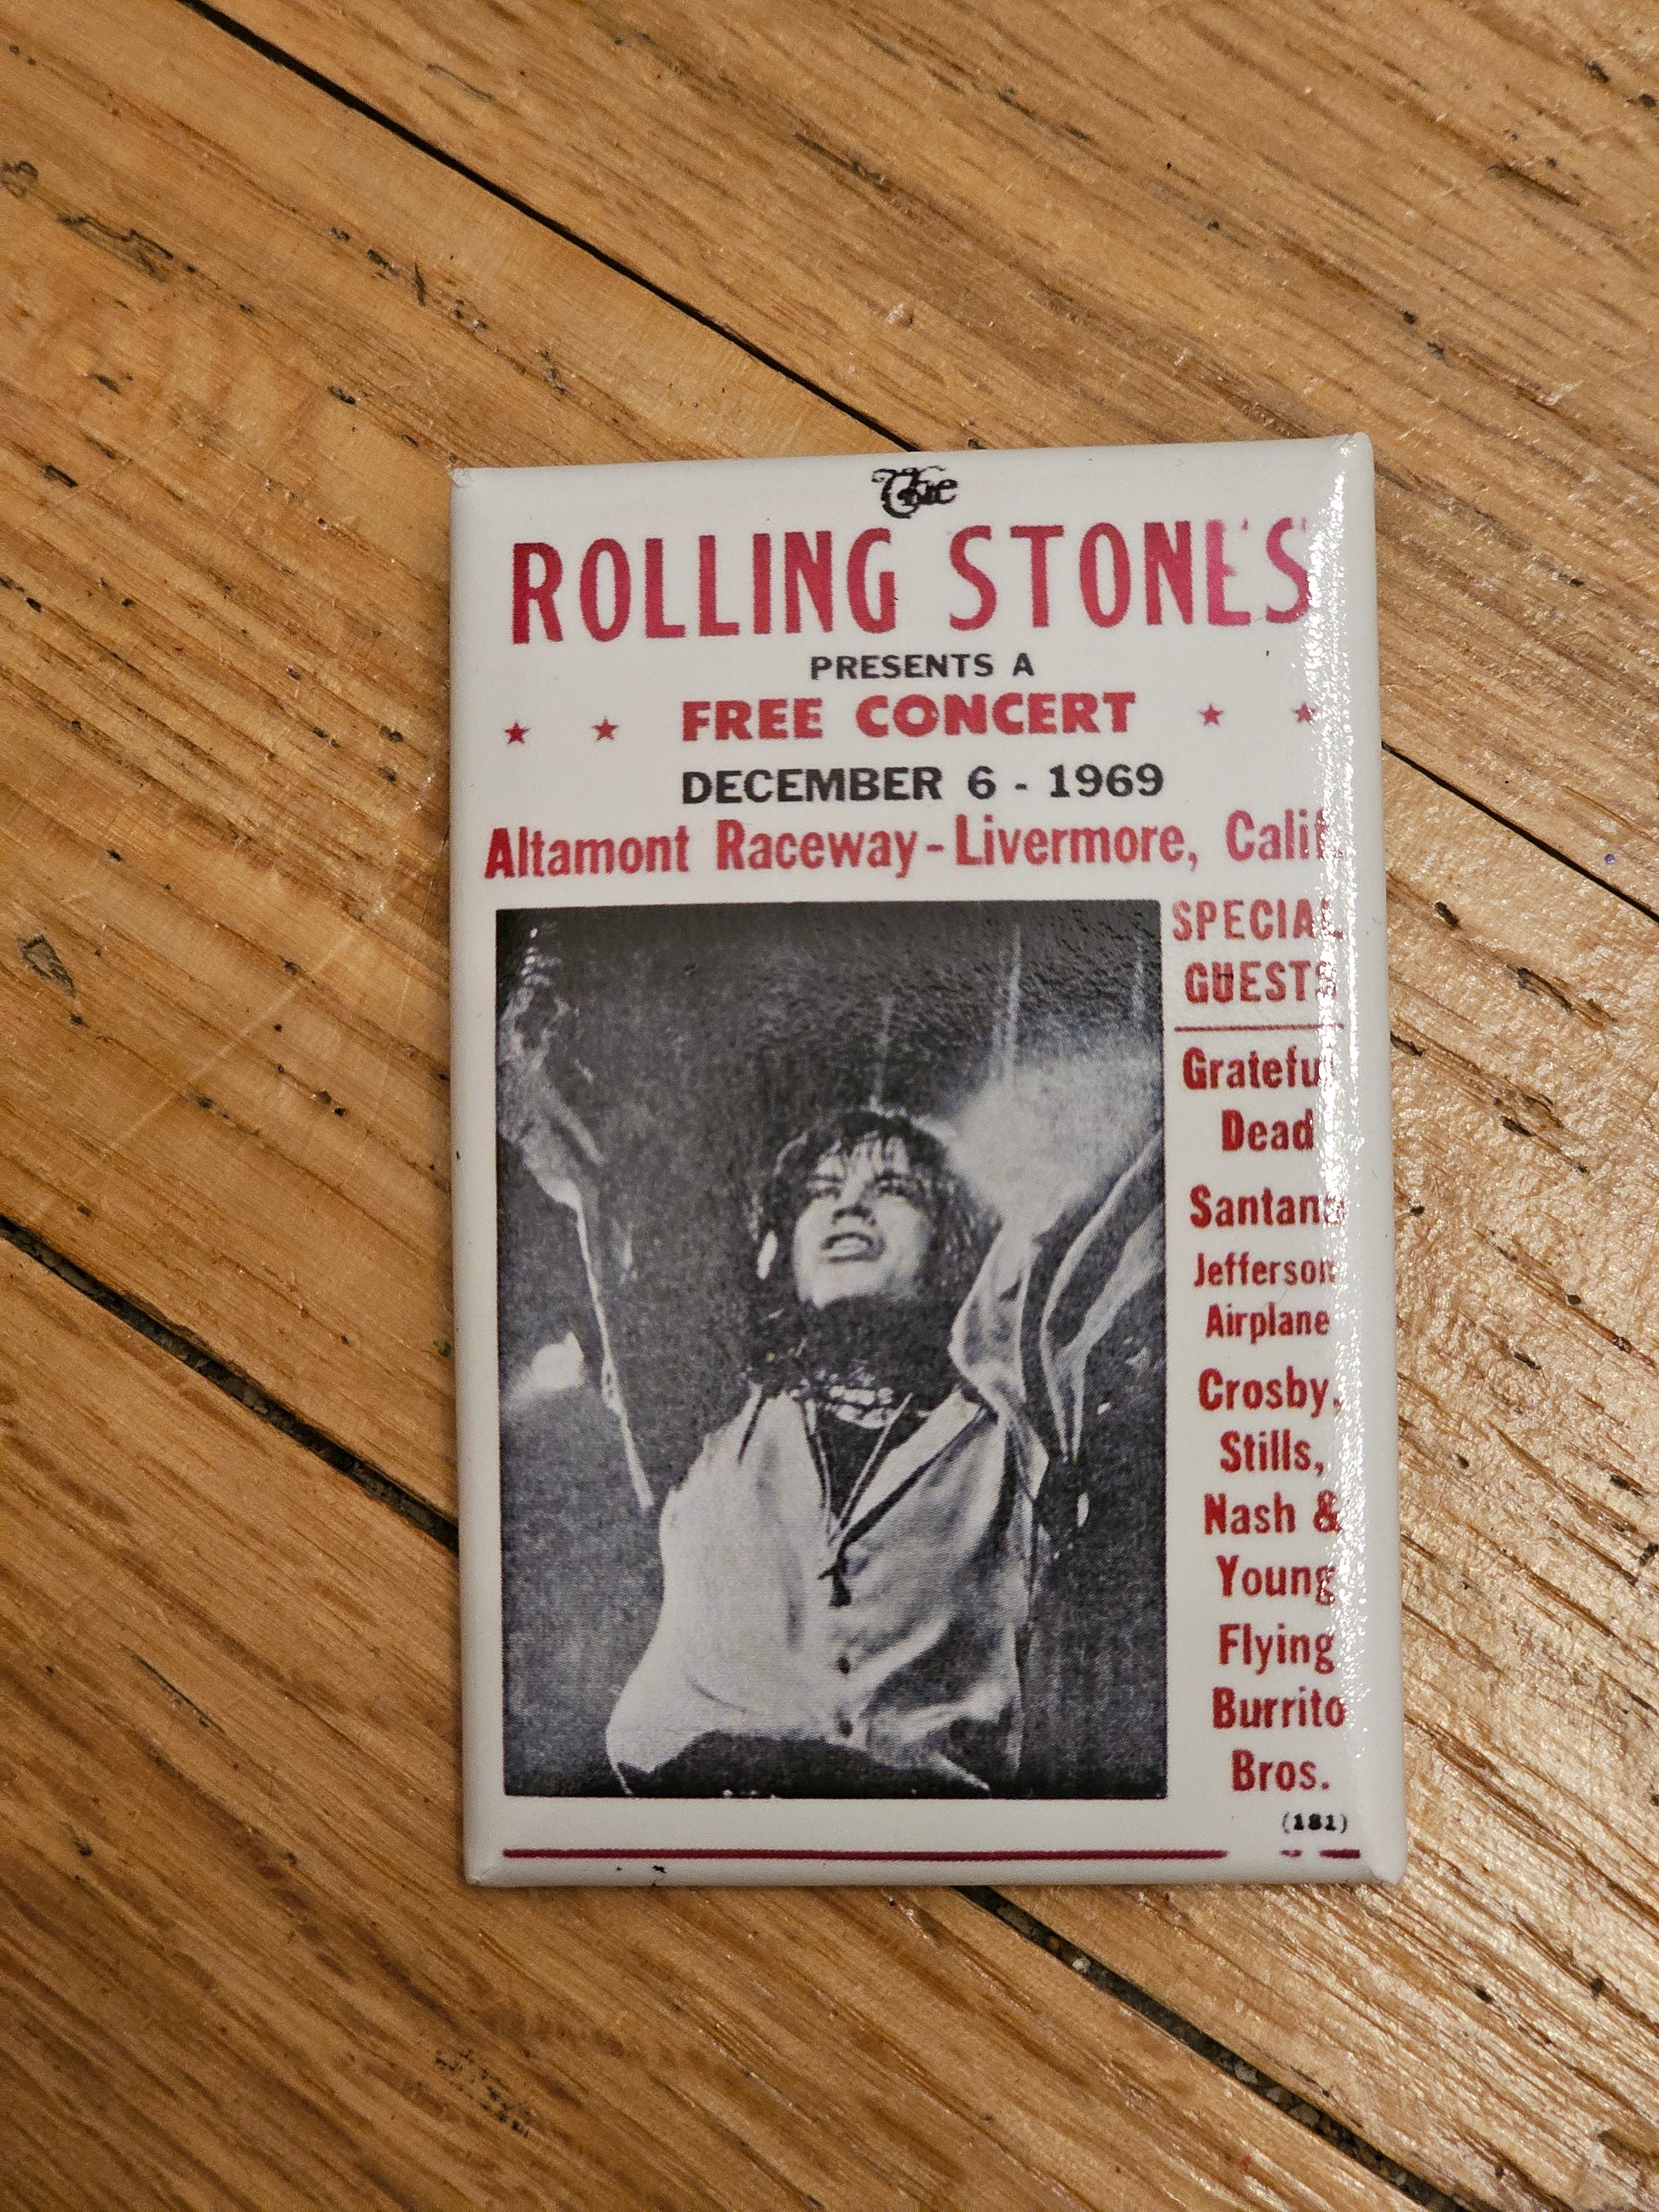 The
ROLLING STONES
PRESENTS A
FREE CONCERT
DECEMBER 6 - 1969
Altamont Raceway - Livermore, Calif.
SPECIAL
GUESTS
Grateful
Dead
Santana
Jefferson
Airplane
Crosby,
Stills,
Nash &
Young
Flying
Burrito
Bros.
(181)